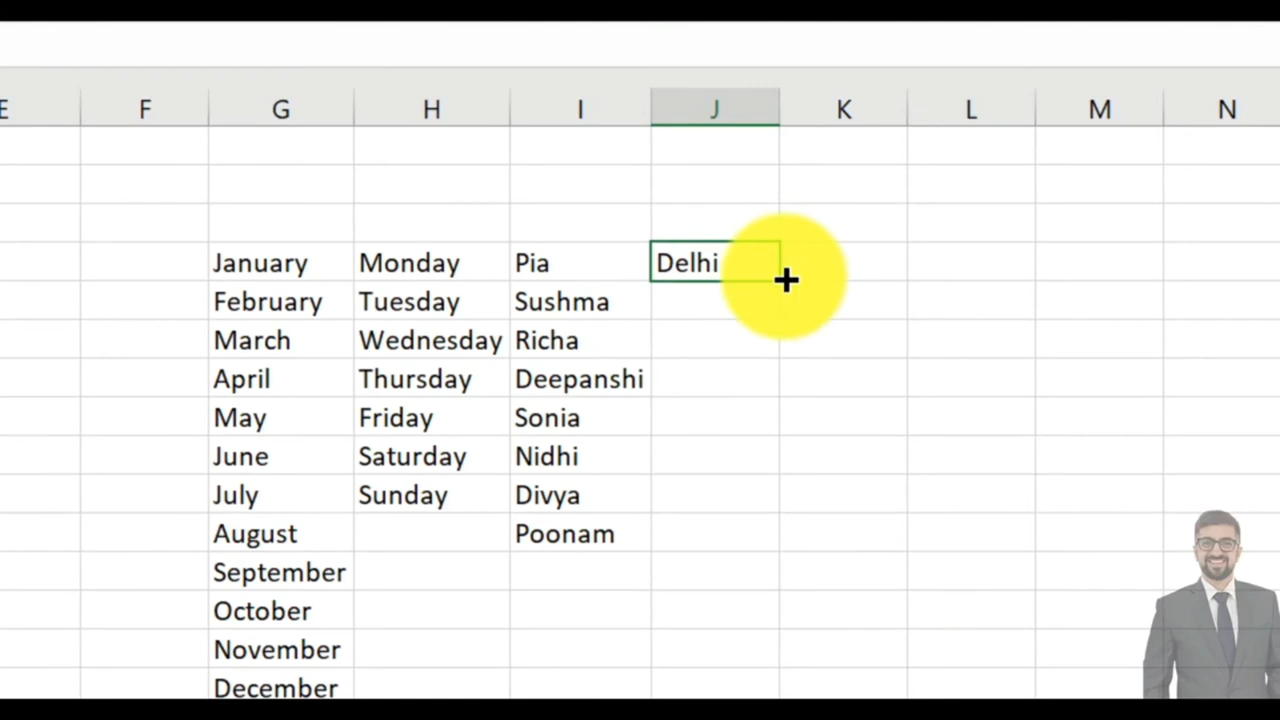 E F G H I J K L M N
January Monday Pia Delhi
February Tuesday Sushma
March Wednesday Richa
April Thursday Deepanshi
May Friday Sonia
June Saturday Nidhi
July Sunday Divya
August Poonam
September
October
November
December